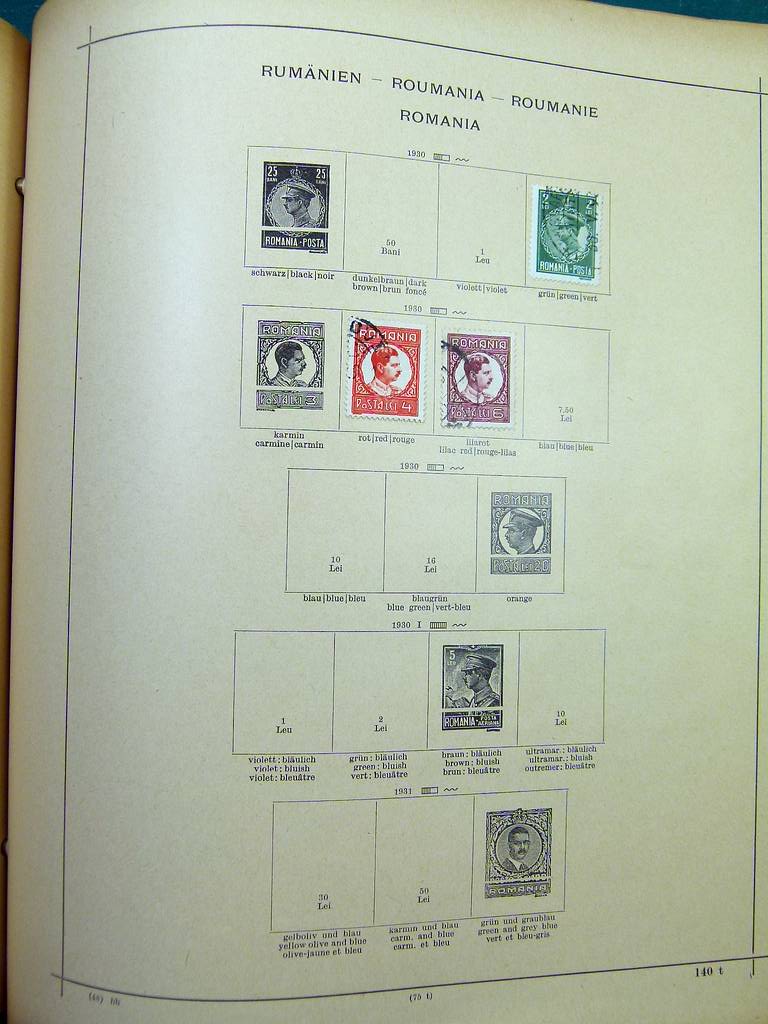 RUMÄNIEN – ROUMANIA – ROUMANIE
ROMANIA
1930
25 25
BANI BANI
ROMANIA-POSTA
50
Bani
1
Leu
2 2
ROMANIA-POSTA
schwarz|black|noir
dunkelbraun|dark
brown|brun foncé
violett|violet
grün|green|vert
1930
ROMANIA
POSTA LEI 3
ROMANIA
POSTA LEI 4
ROMANIA
POSTA LEI 6
7.50
Lei
karmin
carmine|carmin
rot|red|rouge
lilarot
lilac red|rouge-lilas
blau|blue|bleu
1930
10
Lei
16
Lei
ROMANIA
POSTA LEI 20
blau|blue|bleu
blaugrün
blue green|vert-bleu
orange
1930 I
1
Leu
2
Lei
5
LEI
ROMANIA POSTA
AERIANA
10
Lei
violett: bläulich
violet: bluish
violet: bleuâtre
grün: bläulich
green: bluish
vert: bleuâtre
braun: bläulich
brown: bluish
brun: bleuâtre
ultramar.: bläulich
ultramar.: bluish
outremer: bleuâtre
1931
30
Lei
50
Lei
ROMANIA
gelboliv und blau
yellow olive and blue
olive-jaune et bleu
karmin und blau
carm. and blue
carm. et bleu
grün und graublau
green and grey blue
vert et bleu-gris
140 t
(75 t)